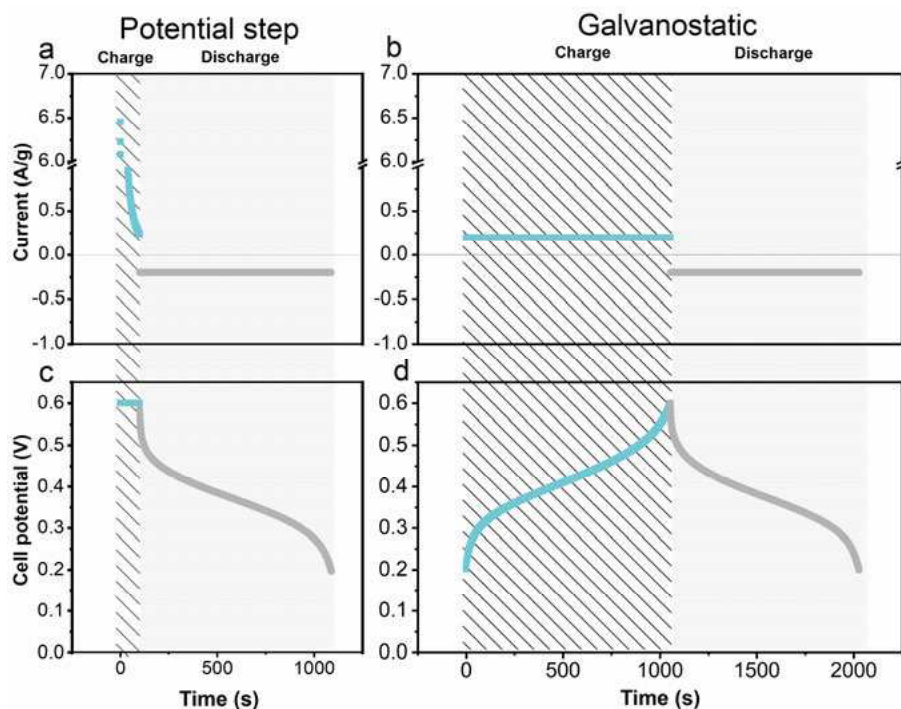 Potential step
Galvanostatic
a
Charge
Discharge
b
Charge
Discharge
7.0
6.5
6.0
0.5
0.0
-0.5
-1.0
Current (A/g)
7.0
6.5
6.0
0.5
0.0
-0.5
-1.0
c
d
0.6
0.5
0.4
0.3
0.2
0.1
0.0
Cell potential (V)
0.6
0.5
0.4
0.3
0.2
0.1
0.0
0
500
1000
Time (s)
0
500
1000
1500
2000
Time (s)